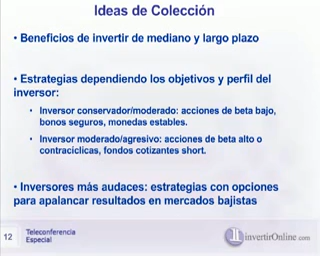 Ideas de Colección
• Beneficios de invertir de mediano y largo plazo
• Estrategias dependiendo los objetivos y perfil del
inversor:
• Inversor conservador/moderado: acciones de beta bajo,
bonos seguros, monedas estables.
• Inversor moderado/agresivo: acciones de beta alto o
contracíclicas, fondos cotizantes short.
• Inversores más audaces: estrategias con opciones
para apalancar resultados en mercados bajistas
12
Teleconferencia
Especial
invertirOnline.com